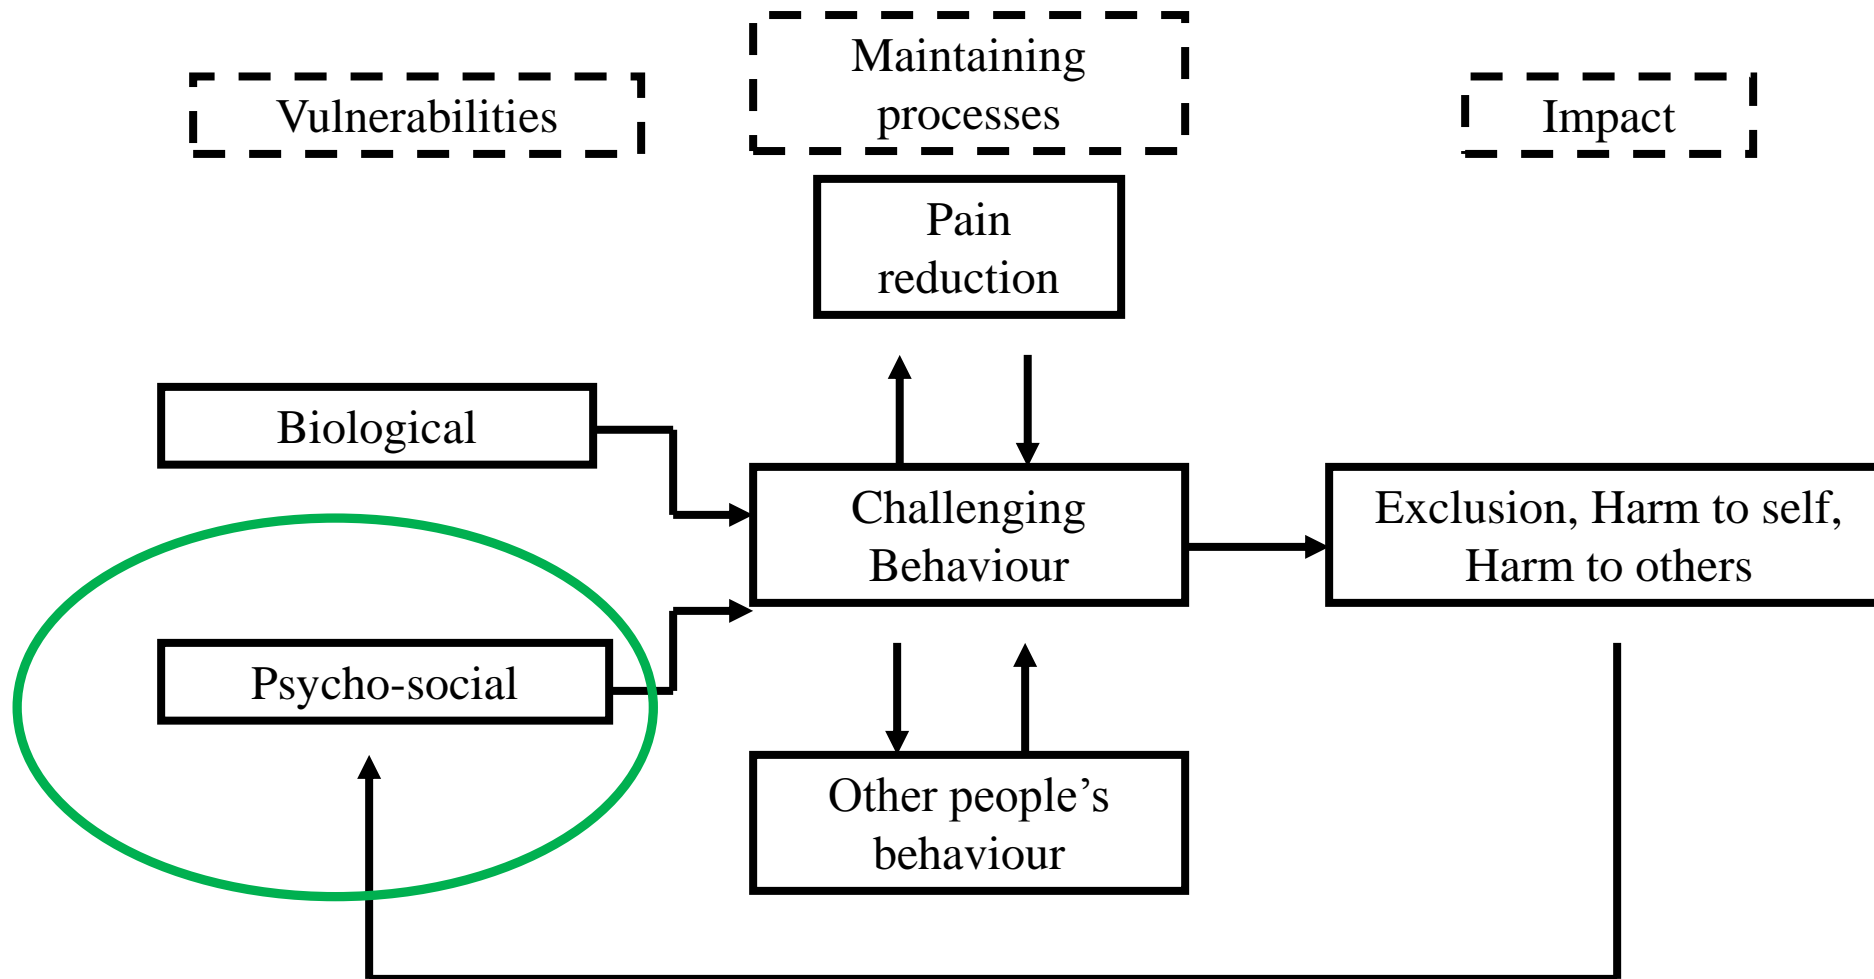 Vulnerabilities
Maintaining
processes
Impact
Pain
reduction
Biological
Challenging
Behaviour
Exclusion, Harm to self,
Harm to others
Psycho-social
Other people’s
behaviour